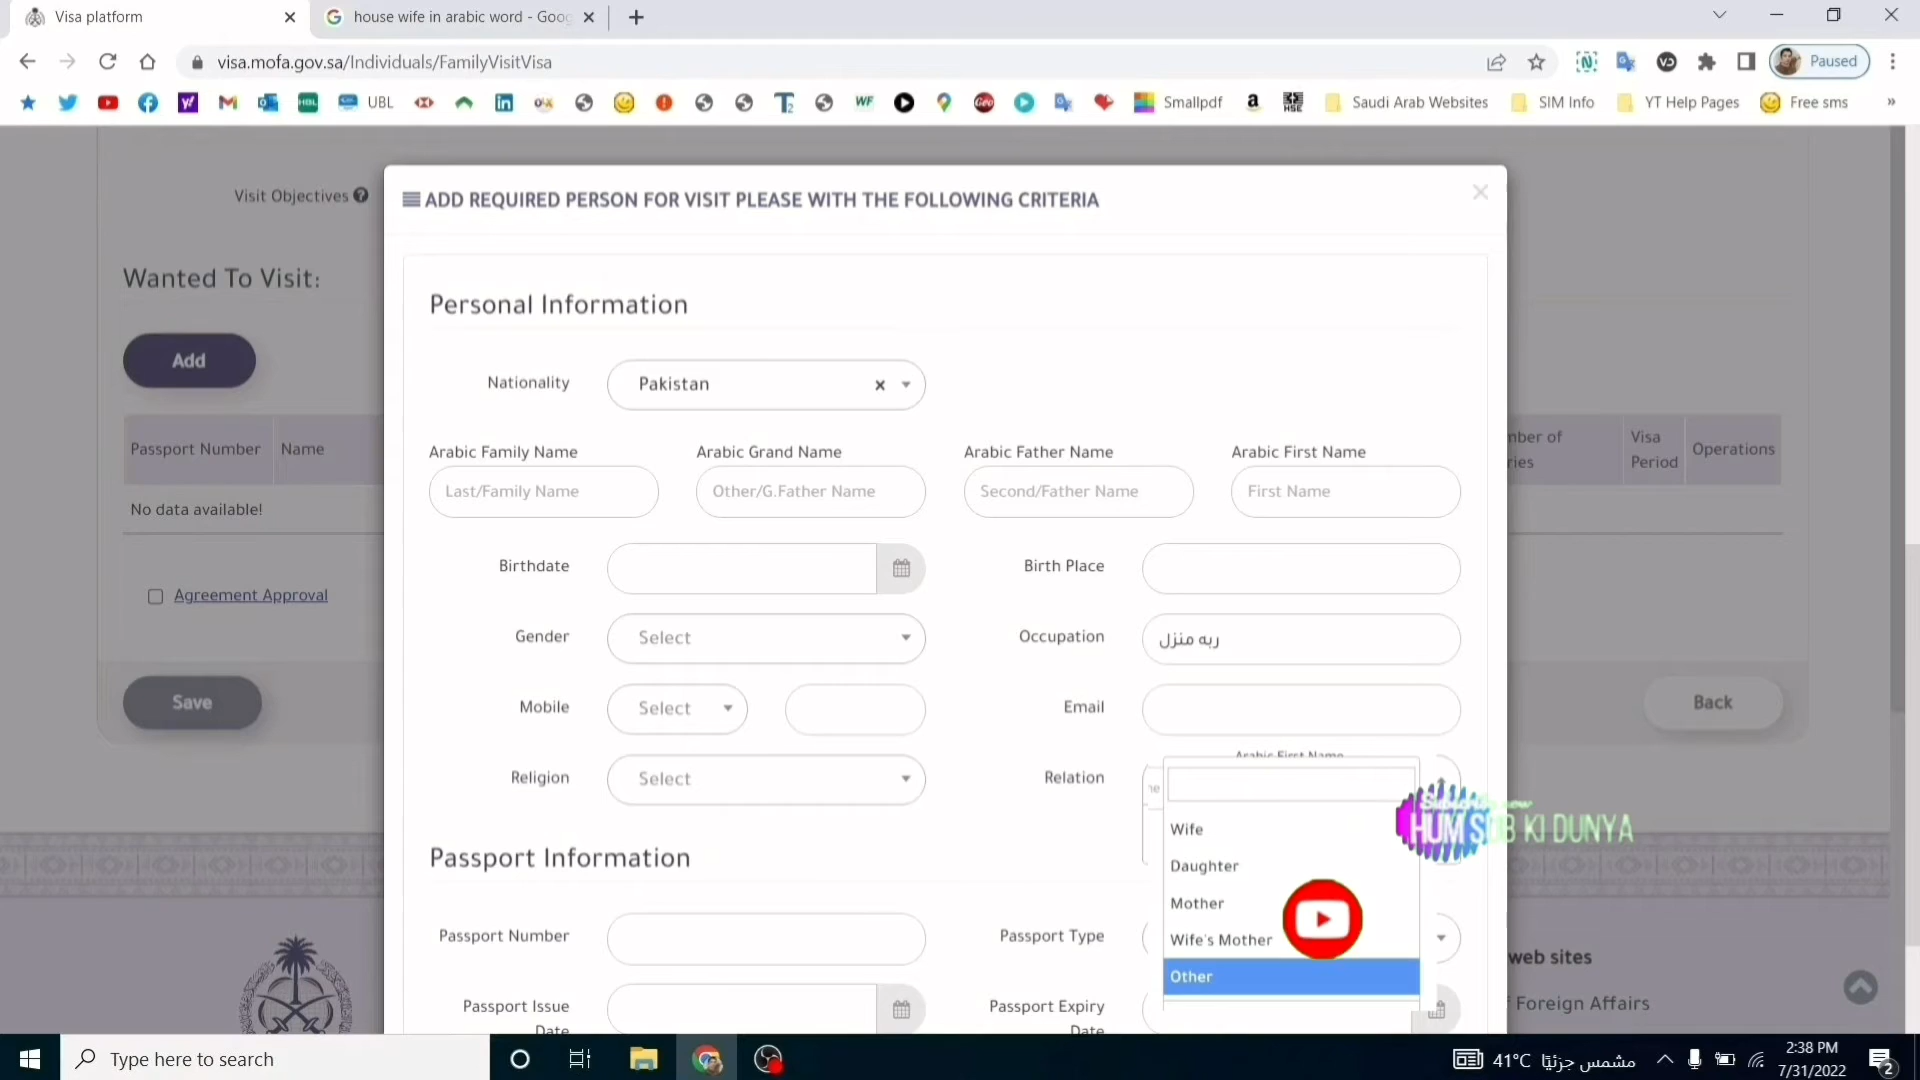 Visa platform
house wife in arabic word - Goog
visa.mofa.gov.sa/Individuals/FamilyVisitVisa
Paused
UBL
Smallpdf
Saudi Arab Websites
SIM Info
YT Help Pages
Free sms
»
Visit Objectives
ADD REQUIRED PERSON FOR VISIT PLEASE WITH THE FOLLOWING CRITERIA
Wanted To Visit:
Add
Passport Number
Name
Visa Period
Operations
No data available!
Agreement Approval
Save
Back
Personal Information
Nationality
Pakistan
Arabic Family Name
Arabic Grand Name
Arabic Father Name
Arabic First Name
Last/Family Name
Other/G.Father Name
Second/Father Name
First Name
Birthdate
Birth Place
Gender
Select
Occupation
ربه منزل
Mobile
Select
Email
Arabic First Name
Religion
Select
Relation
Wife
Daughter
Mother
Wife's Mother
Other
Subscribe now
HUM SUB KI DUNYA
Passport Information
Passport Number
Passport Type
Passport Issue Date
Passport Expiry Date
web sites
Foreign Affairs
Type here to search
41°C مشمس جزئيًا
2:38 PM
7/31/2022
2